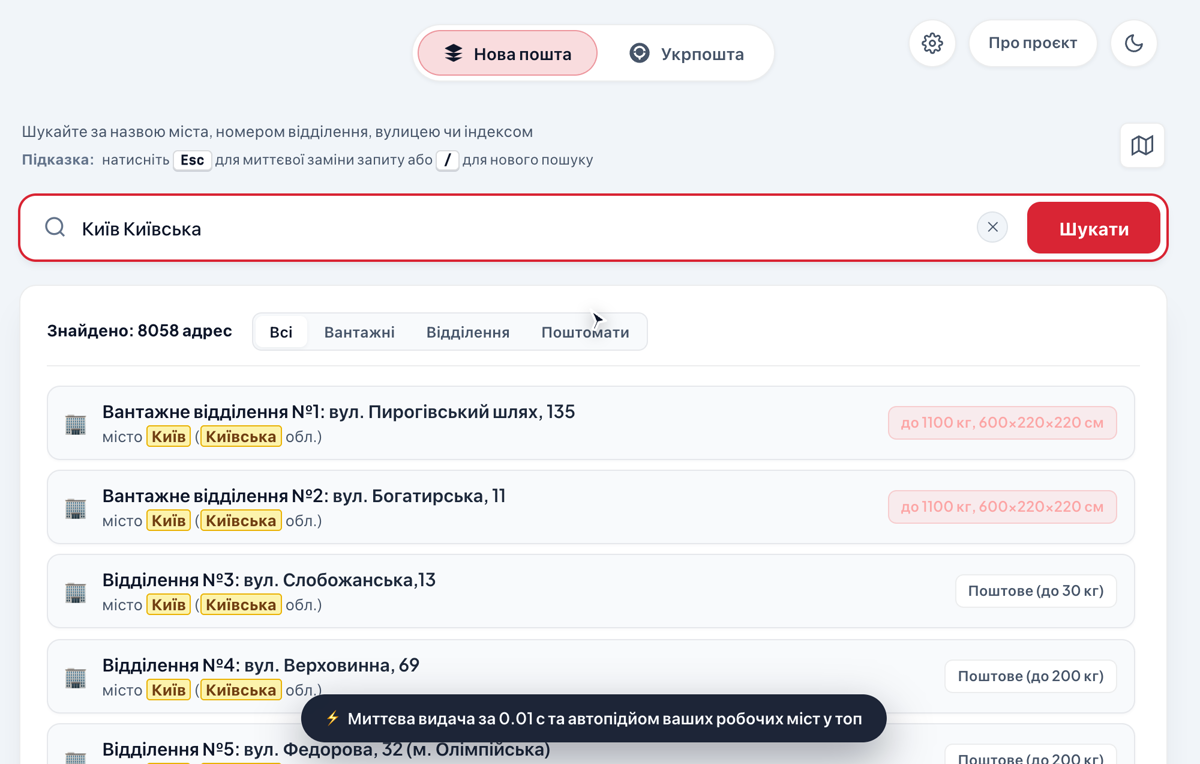 Нова пошта
Укрпошта
Про проєкт
Шукайте за назвою міста, номером відділення, вулицею чи індексом
Підказка: натисніть Esc для миттєвої заміни запиту або / для нового пошуку
Київ Київська
Шукати
Знайдено: 8058 адрес
Всі
Вантажні
Відділення
Поштомати
Вантажне відділення №1: вул. Пирогівський шлях, 135
місто Київ (Київська обл.)
до 1100 кг, 600×220×220 см
Вантажне відділення №2: вул. Богатирська, 11
місто Київ (Київська обл.)
до 1100 кг, 600×220×220 см
Відділення №3: вул. Слобожанська,13
місто Київ (Київська обл.)
Поштове (до 30 кг)
Відділення №4: вул. Верховинна, 69
місто Київ (Київська обл.)
Поштове (до 200 кг)
⚡ Миттєва видача за 0.01 с та автопідйом ваших робочих міст у топ
Відділення №5: вул. Федорова, 32 (м. Олімпійська)
Поштове (до 200 кг)